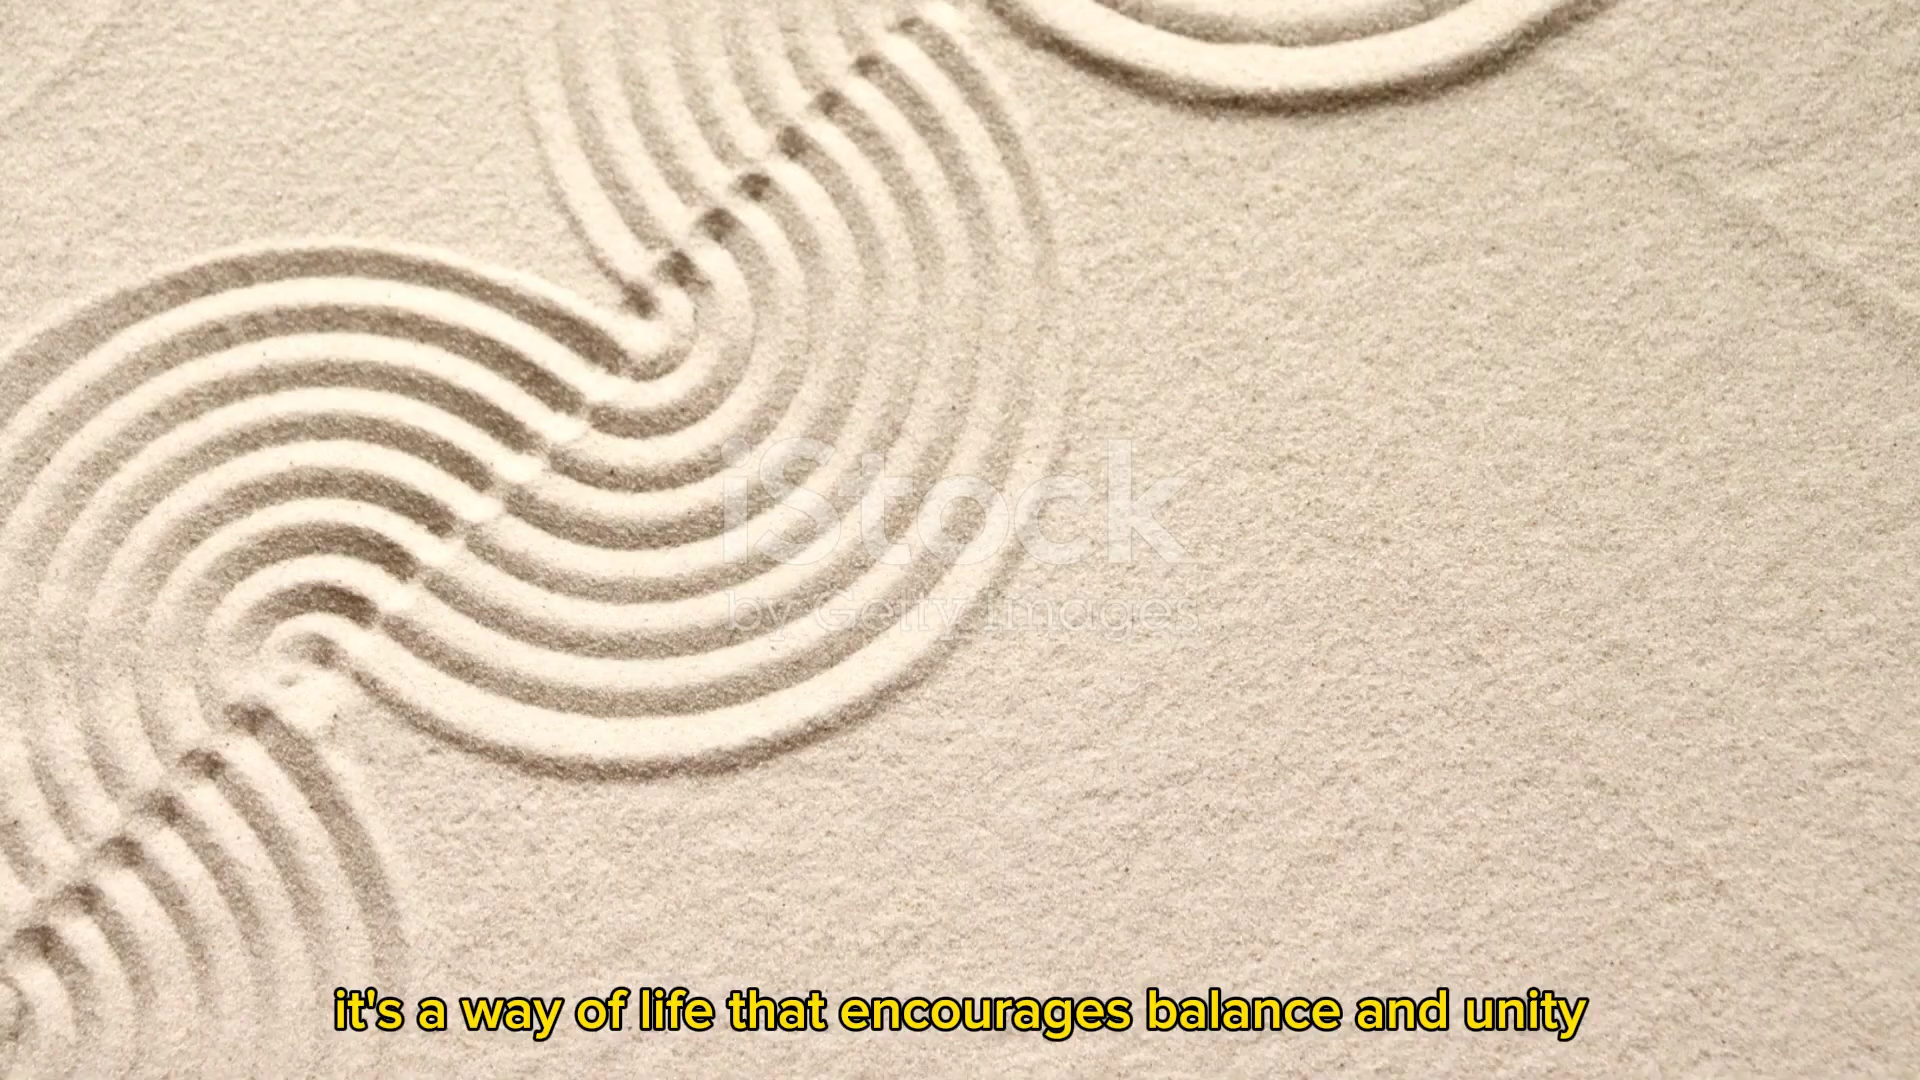 iStock
by Getty Images
it's a way of life that encourages balance and unity